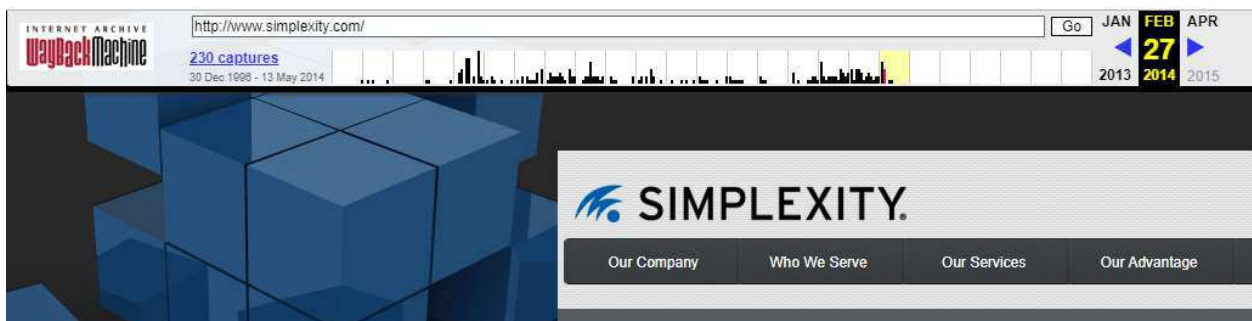 INTERNET ARCHIVE
WayBackMachine
http://www.simplexity.com/
Go
JAN FEB APR
230 captures
27
30 Dec 1996 - 13 May 2014
2013 2014 2015
SIMPLEXITY.
Our Company Who We Serve Our Services Our Advantage